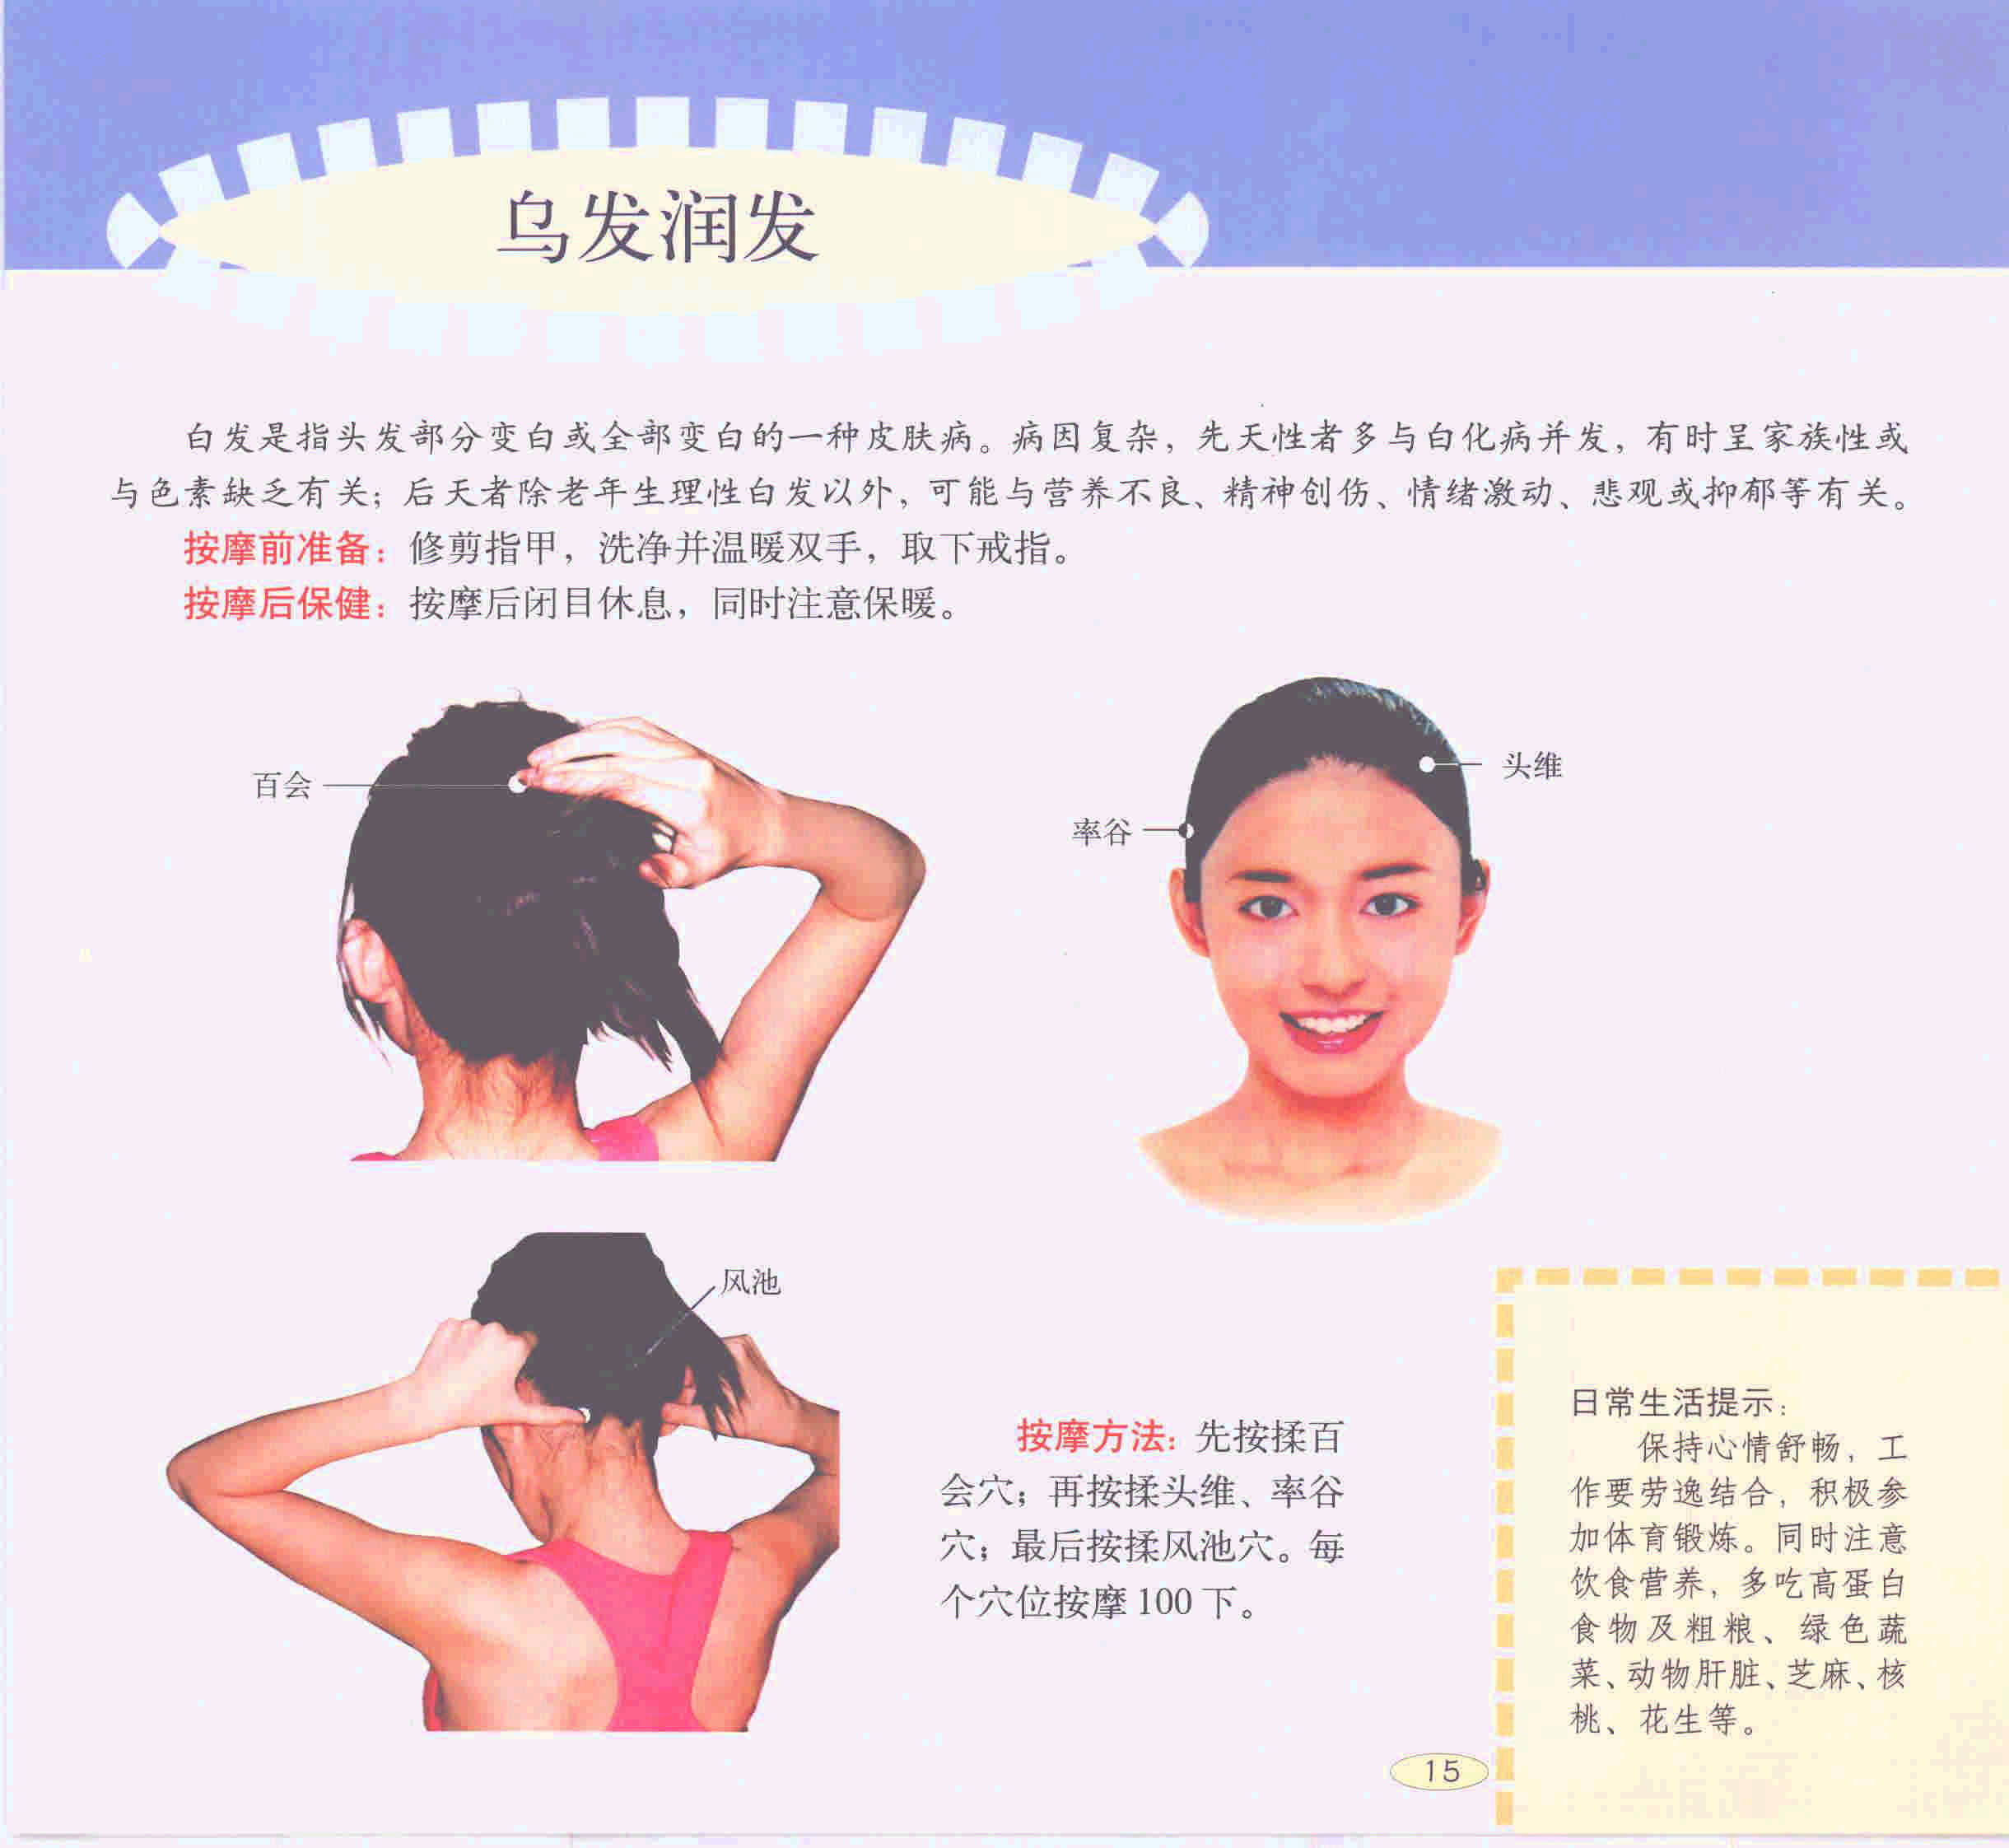 乌发润发
白发是指头发部分变白或全部变白的一种皮肤病。病因复杂，先天性者多与白化病并发，有时呈家族性或
与色素缺乏有关；后天者除老年生理性白发以外，可能与营养不良、精神创伤、情绪激动、悲观或抑郁等有关。
按摩前准备：修剪指甲，洗净并温暖双手，取下戒指。
按摩后保健：按摩后闭目休息，同时注意保暖。
百会
头维
率谷
风池
按摩方法：先按揉百
会穴；再按揉头维、率谷
穴；最后按揉风池穴。每
个穴位按摩100下。
日常生活提示：
保持心情舒畅，工
作要劳逸结合，积极参
加体育锻炼。同时注意
饮食营养，多吃高蛋白
食物及粗粮、绿色蔬
菜、动物肝脏、芝麻、核
桃、花生等。
15